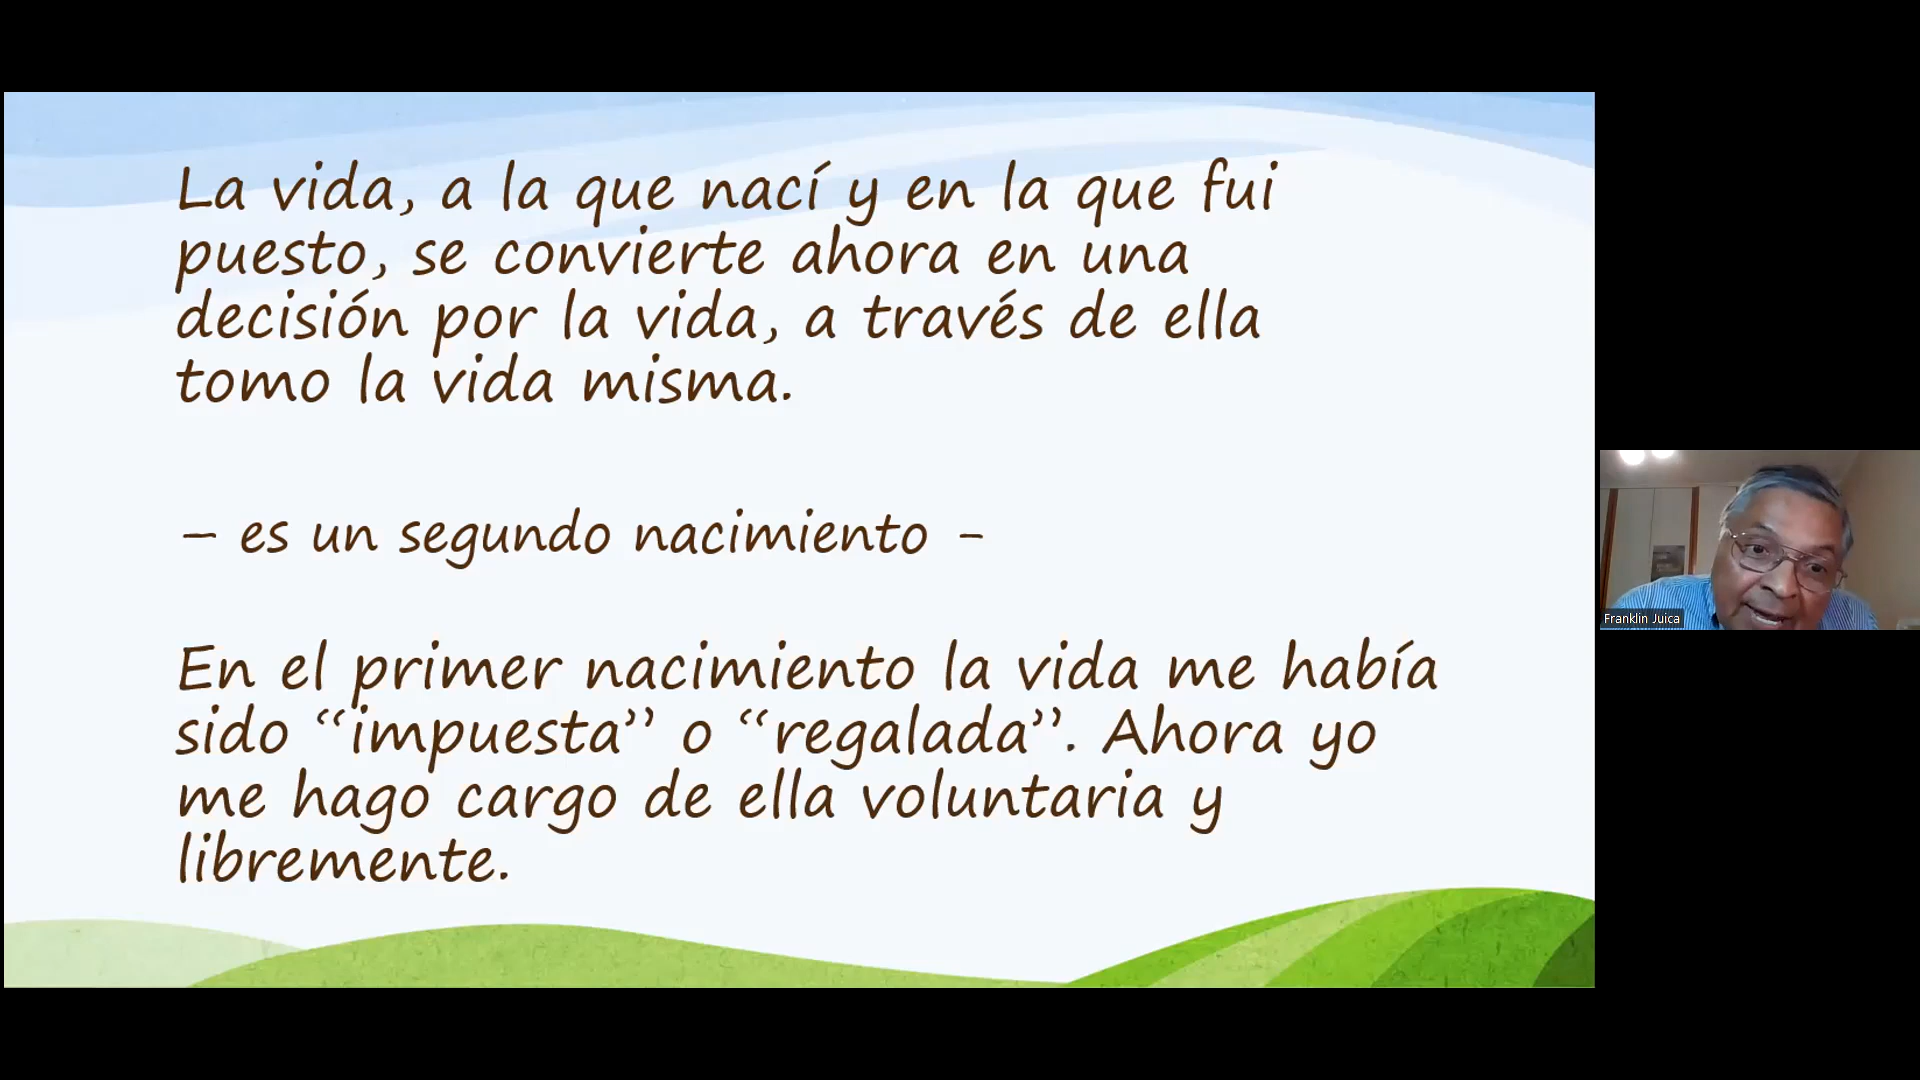 La vida, a la que nací y en la que fui
puesto, se convierte ahora en una
decisión por la vida, a través de ella
tomo la vida misma.
– es un segundo nacimiento -
En el primer nacimiento la vida me había
sido “impuesta” o “regalada”. Ahora yo
me hago cargo de ella voluntaria y
libremente.
Franklin Juica